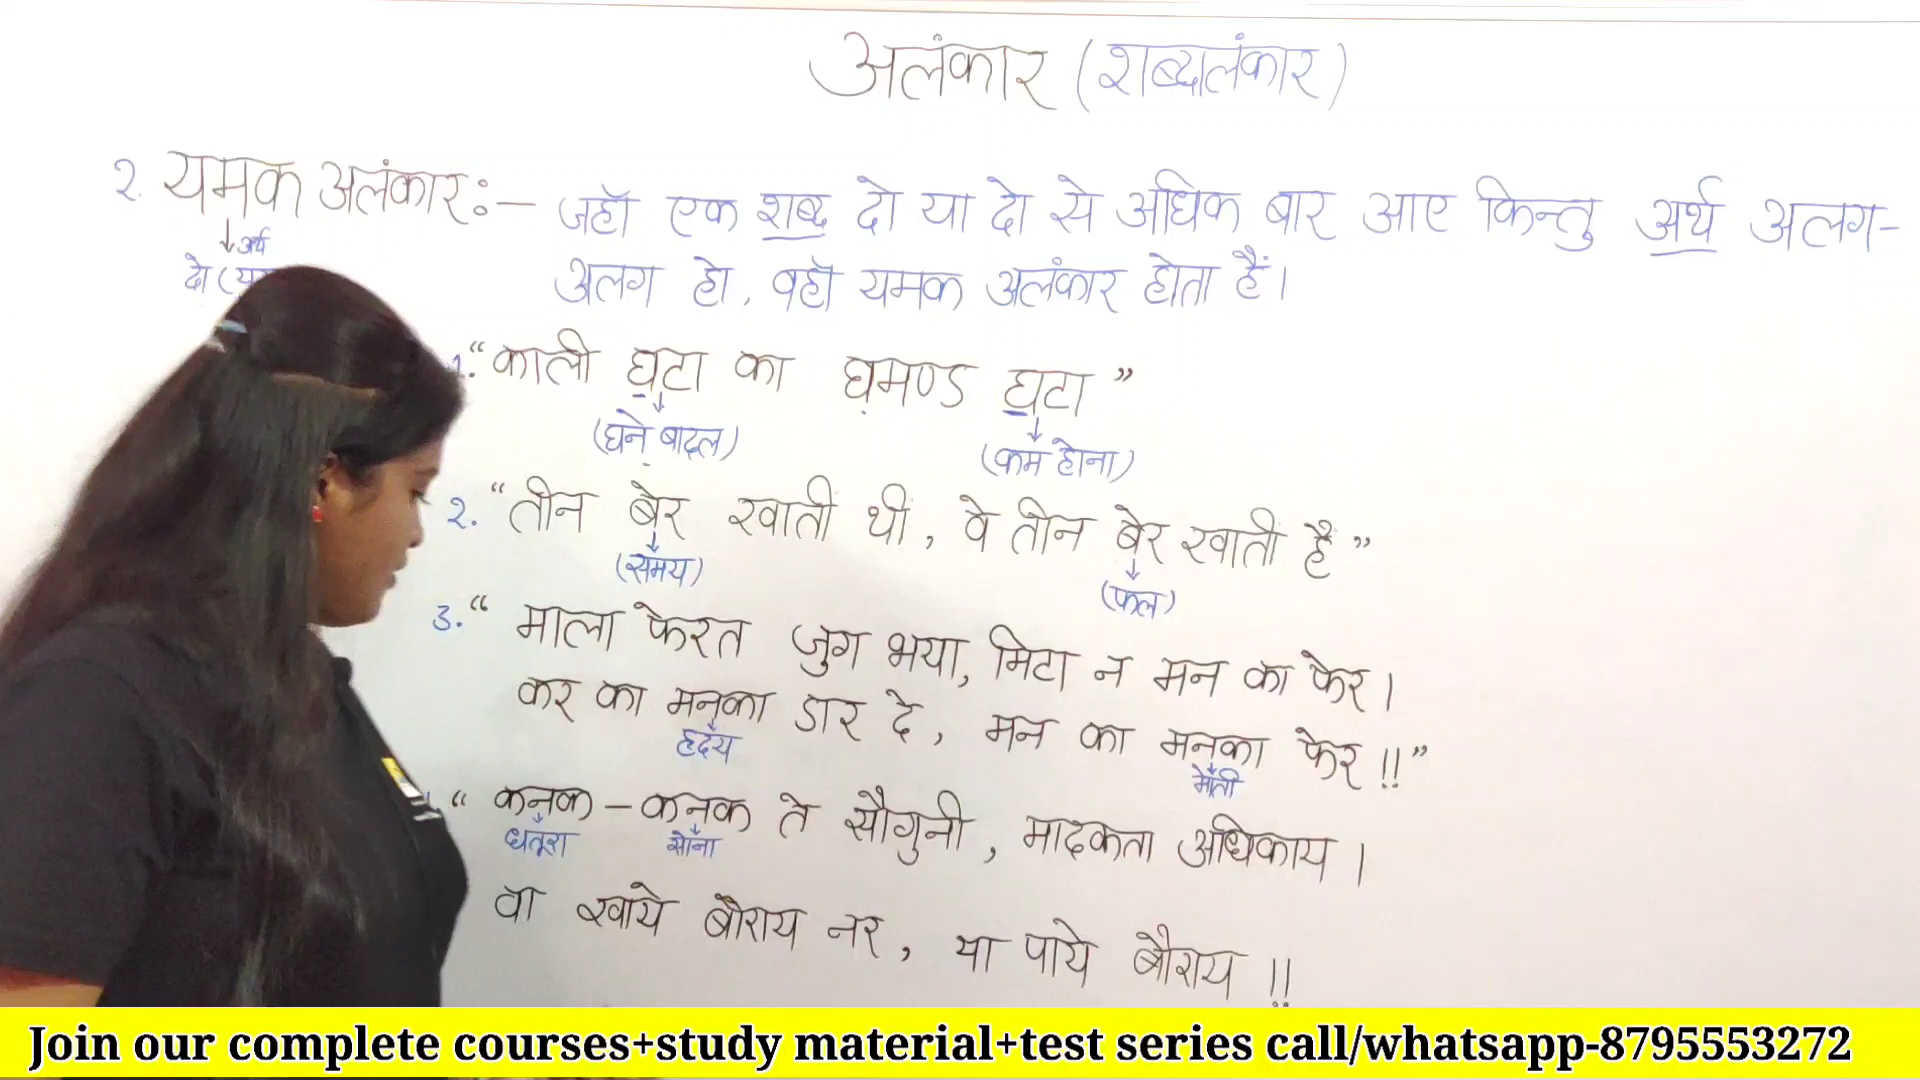 अलंकार (शब्दालंकार)
२. यमक अलंकार :- जहाँ एक शब्द दो या दो से अधिक बार आए किन्तु अर्थ अलग-
अलग हो, वहाँ यमक अलंकार होता हैं।
अर्थ
दो
1. “काली घटा का घमण्ड घटा”
(घने बादल) (कम होना)
२. “तीन बेर खाती थी, वे तीन बेर खाती है”
(समय) (फल)
3. “माला फेरत जुग भया, मिटा न मन का फेर।
कर का मनका डार दे, मन का मनका फेर!!”
हृदय मोती
“कनक-कनक ते सौगुनी, मादकता अधिकाय।
धतूरा सोना
वा खाये बौराय नर, या पाये बौराय !!
Join our complete courses+study material+test series call/whatsapp-8795553272